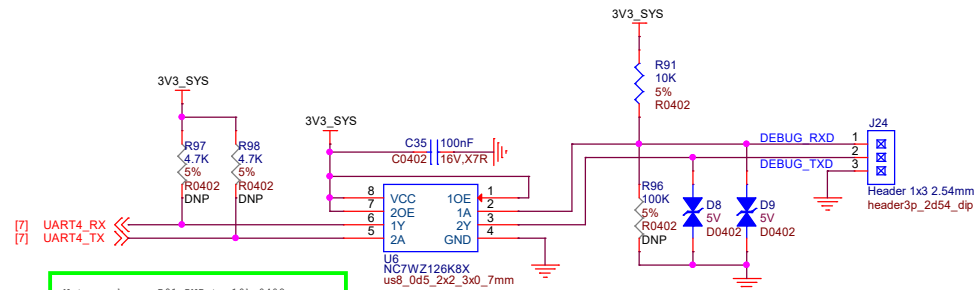 3V3_SYS
R91
10K
5%
R0402
3V3_SYS
R97
4.7K
5%
R0402
DNP
R98
4.7K
5%
R0402
DNP
3V3_SYS
C35
100nF
C0402
16V,X7R
J24
DEBUG_RXD
1
DEBUG_TXD
2
3
Header 1x3 2.54mm
header3p_2d54_dip
R96
100K
5%
R0402
DNP
D8
5V
D0402
D9
5V
D0402
8 VCC 1OE 1
7 2OE 1A 2
6 1Y 2Y 3
5 2A GND 4
[7] UART4_RX
[7] UART4_TX
U6
NC7WZ126K8X
us8_0d5_2x2_3x0_7mm